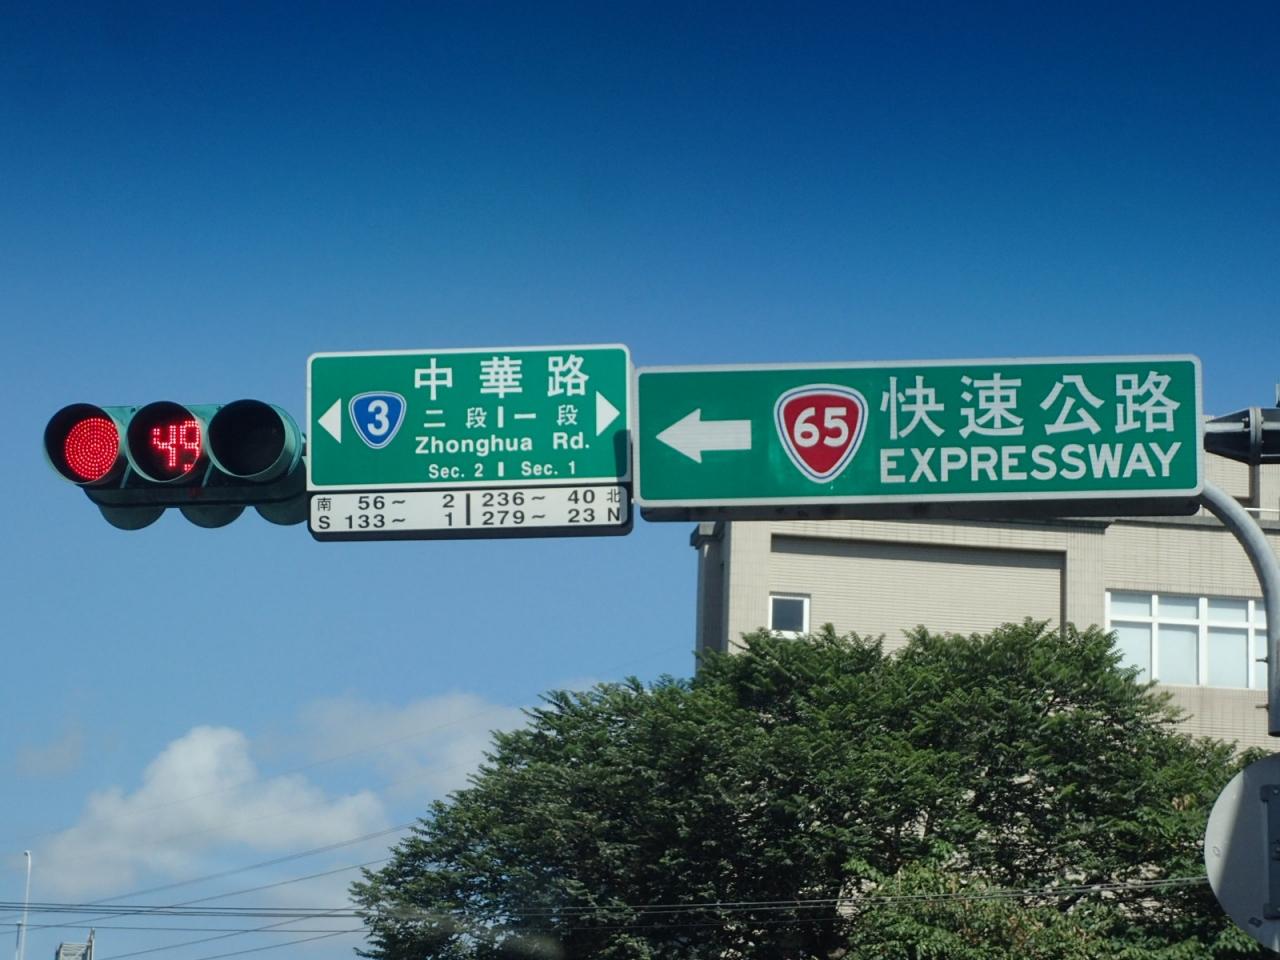 49
中華路
3
二段 一段
Zhonghua Rd.
Sec. 2 Sec. 1
南 56~ 2 236~ 40 北
S 133~ 1 279~ 23 N
65
快速公路
EXPRESSWAY